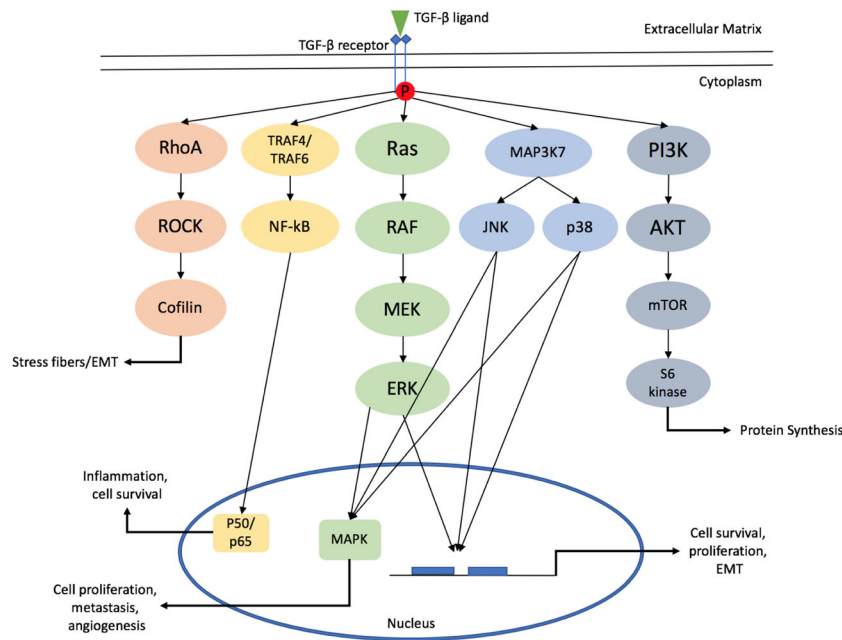 TGF-β ligand
Extracellular Matrix
TGF-β receptor
Cytoplasm
P
RhoA
TRAF4/
TRAF6
Ras
MAP3K7
PI3K
ROCK
NF-kB
RAF
JNK
p38
AKT
Cofilin
MEK
mTOR
Stress fibers/EMT
ERK
S6
kinase
Protein Synthesis
Inflammation,
cell survival
P50/
p65
MAPK
Cell survival,
proliferation,
EMT
Cell proliferation,
metastasis,
angiogenesis
Nucleus